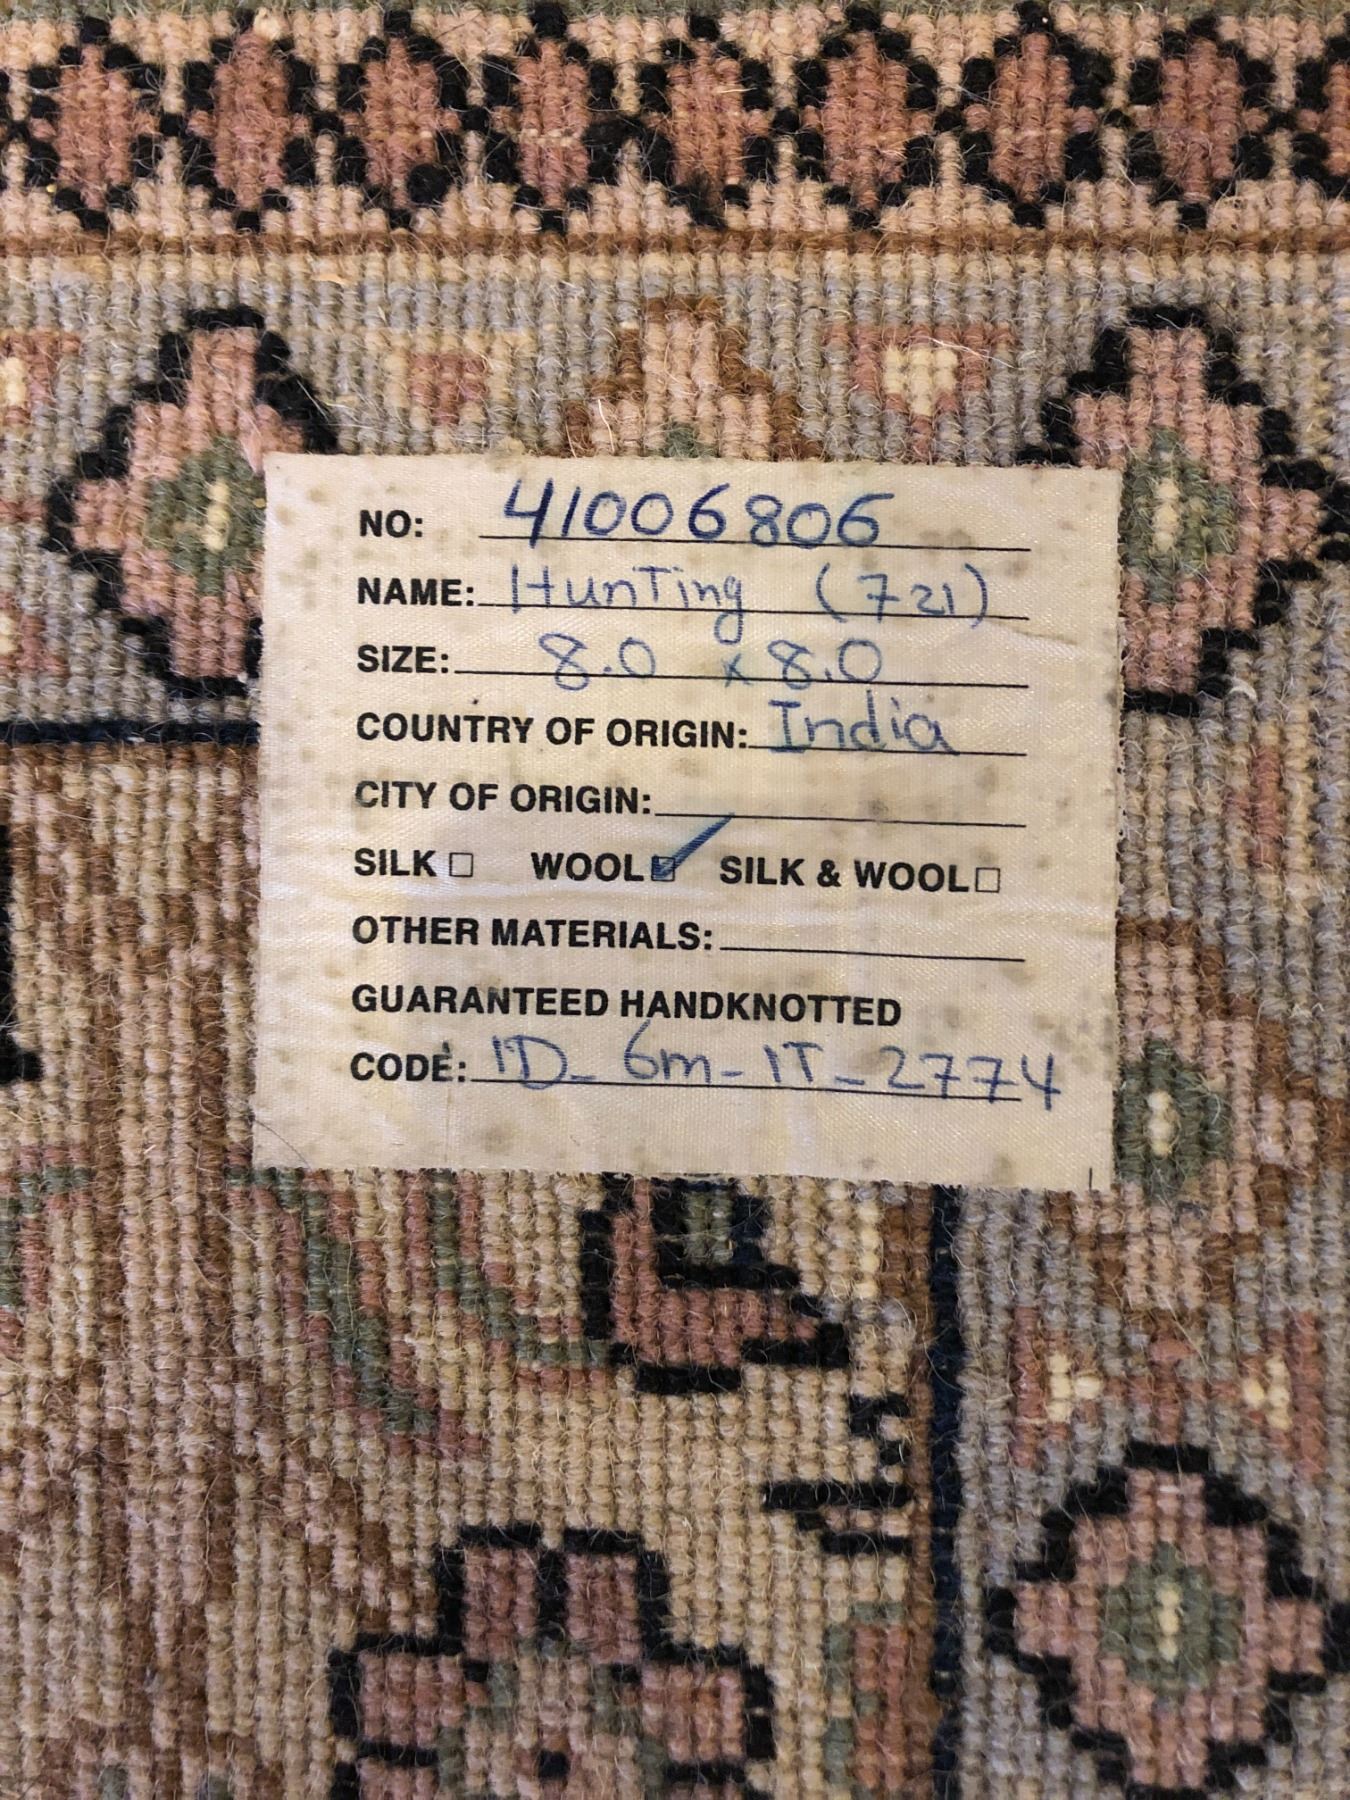 NO: 41006806
NAME: HunTing (721)
SIZE: 8.0 x 8.0
COUNTRY OF ORIGIN: India
CITY OF ORIGIN:
SILK ☐ WOOL ☑ SILK & WOOL ☐
OTHER MATERIALS:
GUARANTEED HANDKNOTTED
CODE: ID_6m-IT_2774